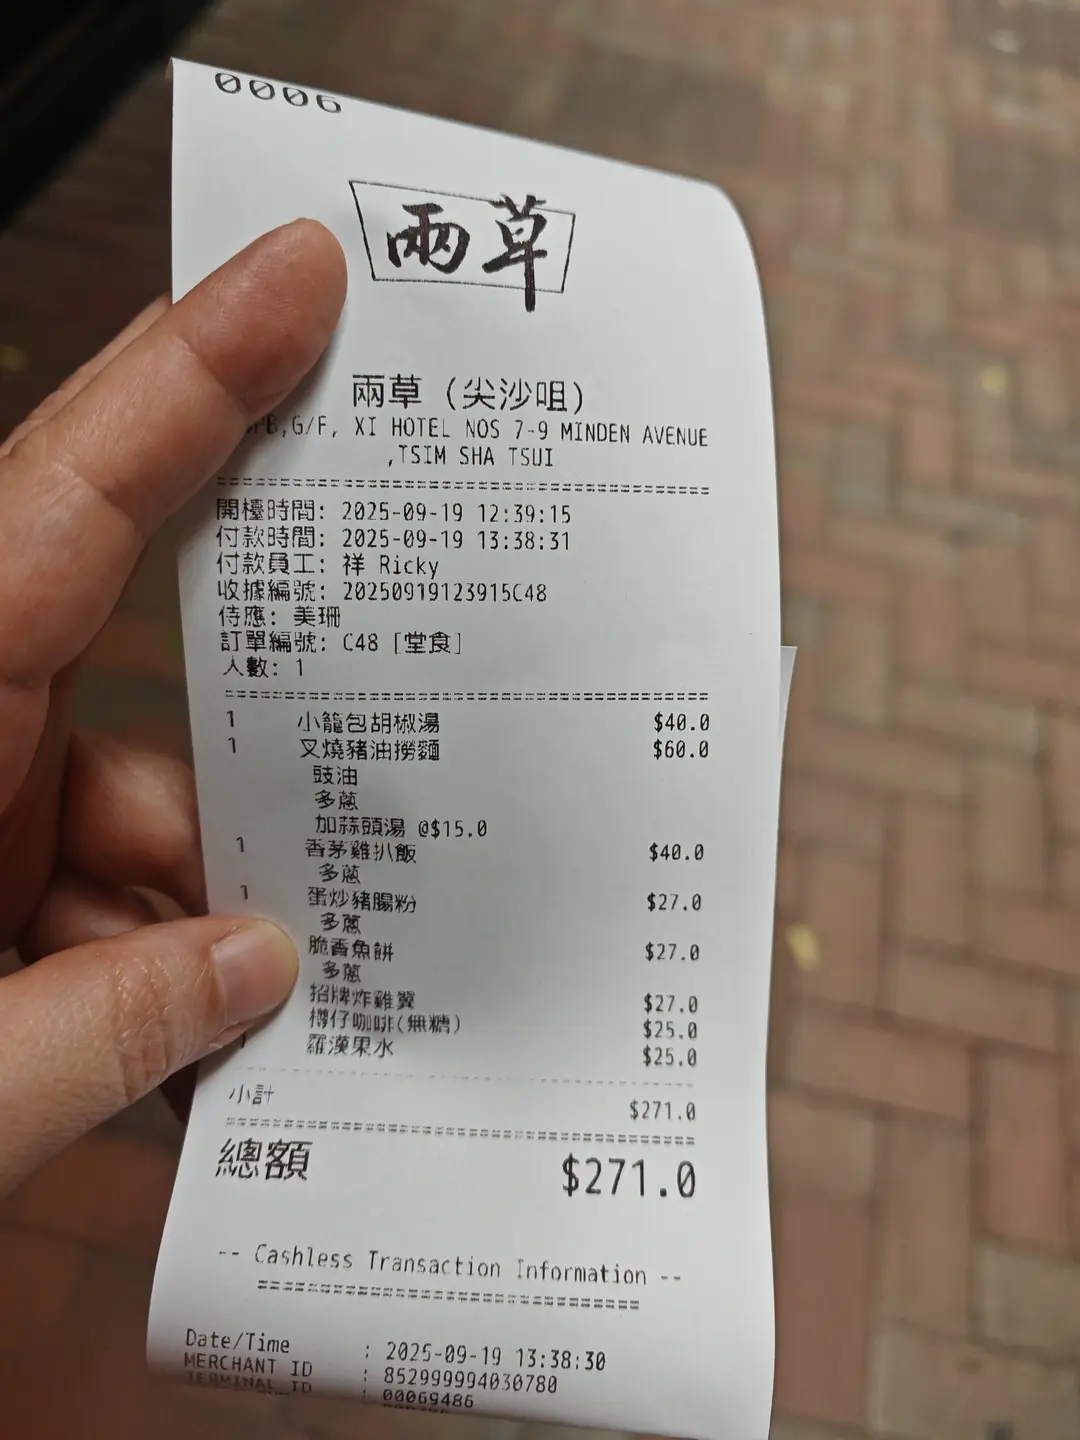 0006
兩草
兩草 (尖沙咀)
G/F, XI HOTEL NOS 7-9 MINDEN AVENUE
,TSIM SHA TSUI
開檯時間: 2025-09-19 12:39:15
付款時間: 2025-09-19 13:38:31
付款員工: 祥 Ricky
收據編號: 20250919123915C48
侍應: 美珊
訂單編號: C48 [堂食]
人數: 1
1 小籠包胡椒湯 $40.0
1 叉燒豬油撈麵 $60.0
豉油
多蔥
加蒜頭湯 @$15.0
1 香茅雞扒飯 $40.0
多蔥
1 蛋炒豬腸粉 $27.0
多蔥
脆香魚餅 $27.0
多蔥
招牌炸雞翼 $27.0
樽仔咖啡(無糖) $25.0
羅漢果水 $25.0
小計 $271.0
總額 $271.0
-- Cashless Transaction Information --
Date/Time : 2025-09-19 13:38:30
MERCHANT ID : 852999994030780
TERMINAL ID : 00069486